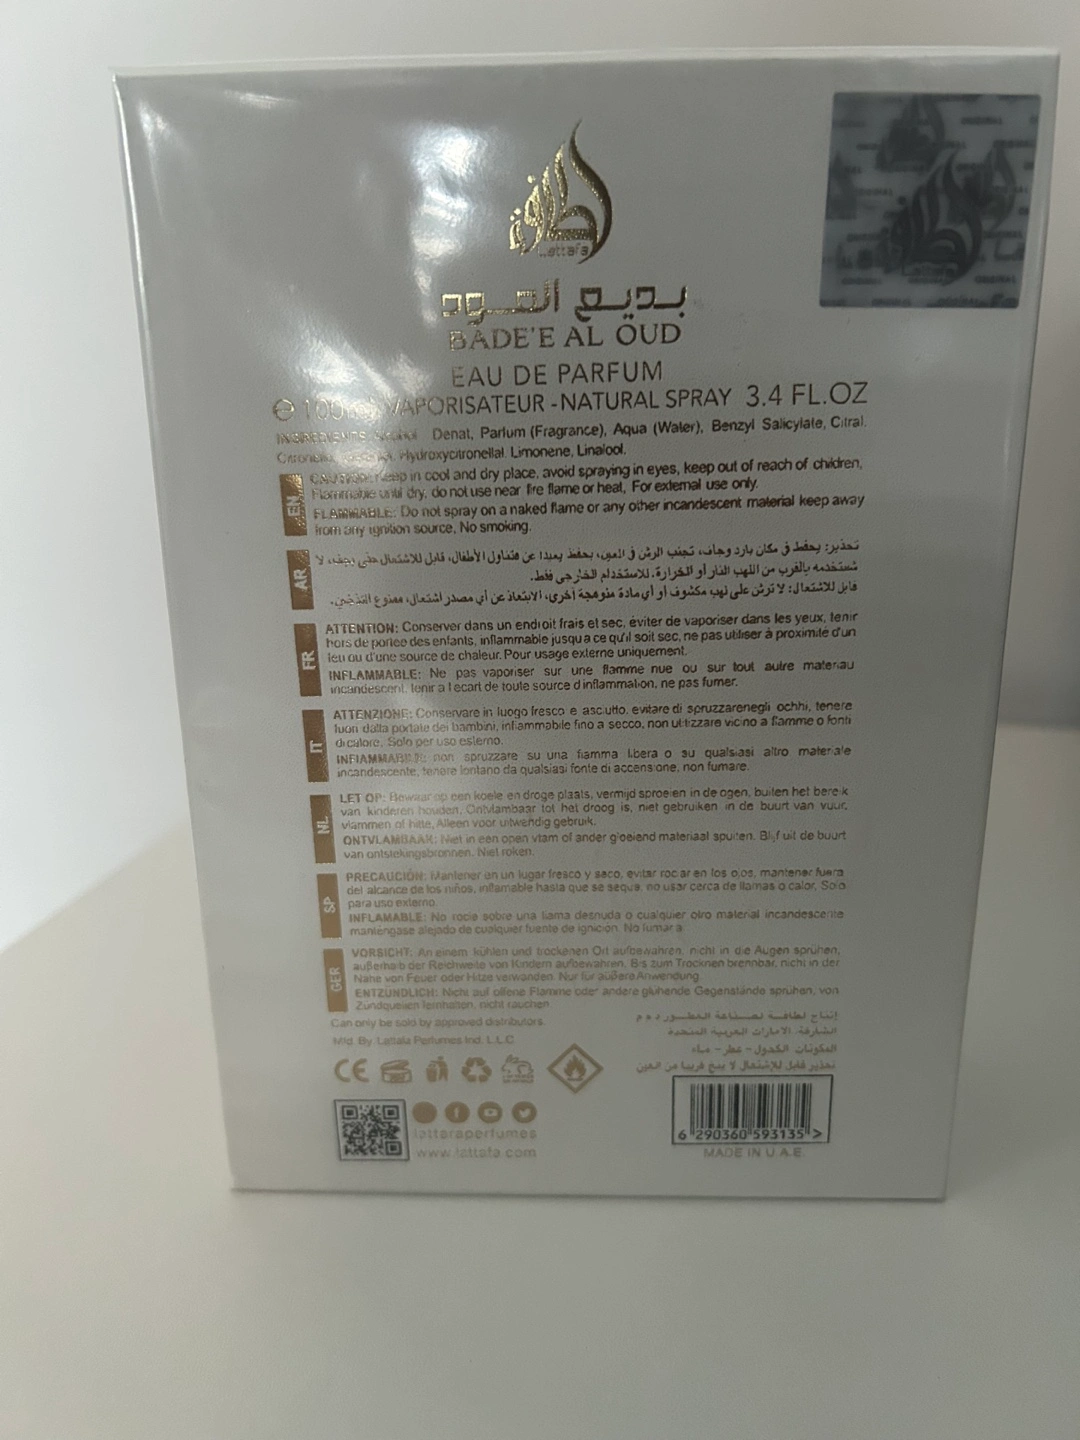 لطافة
Lattafa
ORIGINAL
بديع العود
BADE'E AL OUD
EAU DE PARFUM
℮ 100ml VAPORISATEUR - NATURAL SPRAY 3.4 FL.OZ
INGREDIENTS: Alcohol Denat, Parfum (Fragrance), Aqua (Water), Benzyl Salicylate, Citral,
Hydroxycitronellal, Limonene, Linalool.
EN
CAUTION: Keep in cool and dry place, avoid spraying in eyes, keep out of reach of children,
Flammable until dry, do not use near fire flame or heat, For external use only.
FLAMMABLE: Do not spray on a naked flame or any other incandescent material keep away
from any ignition source, No smoking.
AR
تحذير: يحفظ في مكان بارد وجاف، تجنب الرش في العين، يحفظ بعيدا عن متناول الأطفال، قابل للاشتعال حتى يجف، لا
تستخدمه بالقرب من اللهب النار أو الحرارة، للاستخدام الخارجي فقط.
قابل للاشتعال: لا ترش على لهب مكشوف أو أي مادة متوهجة أخرى، الابتعاد عن أي مصدر اشتعال، ممنوع التدخين.
FR
ATTENTION: Conserver dans un endroit frais et sec, éviter de vaporiser dans les yeux, tenir
hors de portee des enfants, inflammable jusqu a ce qu'il soit sec, ne pas utiliser à proximité d'un
feu ou d'une source de chaleur. Pour usage externe uniquement.
INFLAMMABLE: Ne pas vaporiser sur une flamme nue ou sur tout autre materiau
incandescent, tenir a l ecart de toute source d inflammation, ne pas fumer.
IT
ATTENZIONE: Conservare in luogo fresco e asciutto, evitare di spruzzarenegli occhi, tenere
fuori dalla portate dei bambini, infiammabile fino a secco, non utilizzare vicino a fiamme o fonti
di calore, Solo per uso esterno.
INFIAMMABILE: non spruzzare su una fiamma libera o su qualsiasi altro materiale
incandescente, tenere lontano da qualsiasi fonte di accensione, non fumare.
NL
LET OP: Bewaar op een koele en droge plaats, vermijd sproeien in de ogen, buiten het bereik
van kinderen houden, Ontvlambaar tot het droog is, niet gebruiken in de buurt van vuur,
vlammen of hitte, Alleen voor uitwendig gebruik.
ONTVLAMBAAR: Niet in een open vlam of ander gloeiend materiaal spuiten. Blijf uit de buurt
van ontstekingsbronnen. Niet roken.
SP
PRECAUCIÓN: Mantener en un lugar fresco y seco, evitar rociar en los ojos, mantener fuera
del alcance de los niños, inflamable hasta que se seque, no usar cerca de llamas o calor, Solo
para uso externo.
INFLAMABLE: No rocie sobre una llama desnuda o cualquier otro material incandescente
manténgase alejado de cualquier fuente de ignición. No fumar a
GER
VORSICHT: An einem kühlen und trockenen Ort aufbewahren, nicht in die Augen sprühen,
außerhalb der Reichweite von Kindern aufbewahren, Bis zum Trocknen brennbar, nicht in der
Nähe von Feuer oder Hitze verwanden. Nur für äußere Anwendung.
ENTZÜNDLICH: Nicht auf offene Flamme oder andere glühende Gegenstände sprühen, von
Zündquellen fernhalten, nicht rauchen
Can only be sold by approved distributors.
Mfd. By: Lattafa Perfumes Ind. L.L.C
إنتاج لطافة لصناعة العطور ذ م م
الشارقة، الامارات العربية المتحدة
المكونات: الكحول - عطر - ماء
تحذير قابل للإشتعال لا يبخ قريبا من العين
CE
lattafaperfumes
www.lattafa.com
6 290360 593135 >
MADE IN U.A.E.